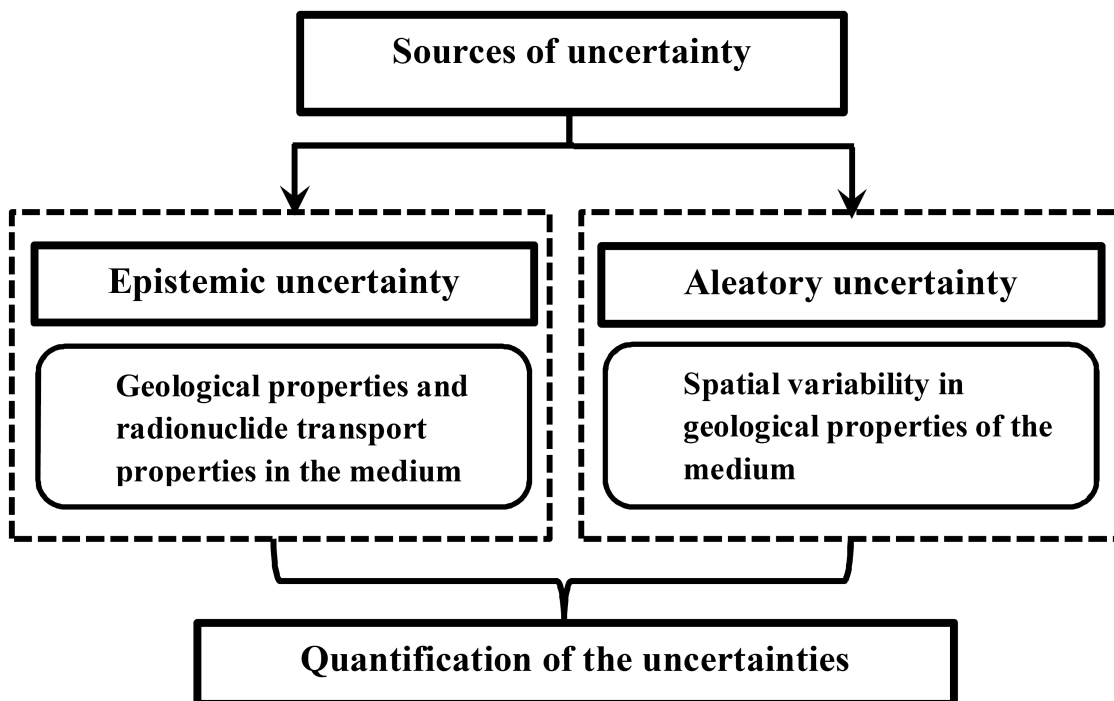 Sources of uncertainty
Epistemic uncertainty
Geological properties and
radionuclide transport
properties in the medium
Aleatory uncertainty
Spatial variability in
geological properties of the
medium
Quantification of the uncertainties